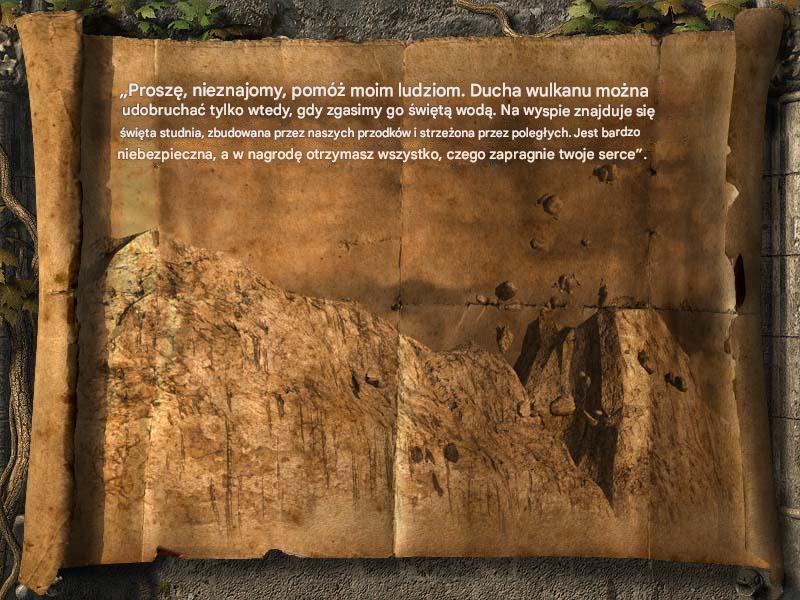 „Proszę, nieznajomy, pomóż moim ludziom. Ducha wulkanu można
udobruchać tylko wtedy, gdy zgasimy go świętą wodą. Na wyspie znajduje się
święta studnia, zbudowana przez naszych przodków i strzeżona przez poległych. Jest bardzo
niebezpieczna, a w nagrodę otrzymasz wszystko, czego zapragnie twoje serce”.